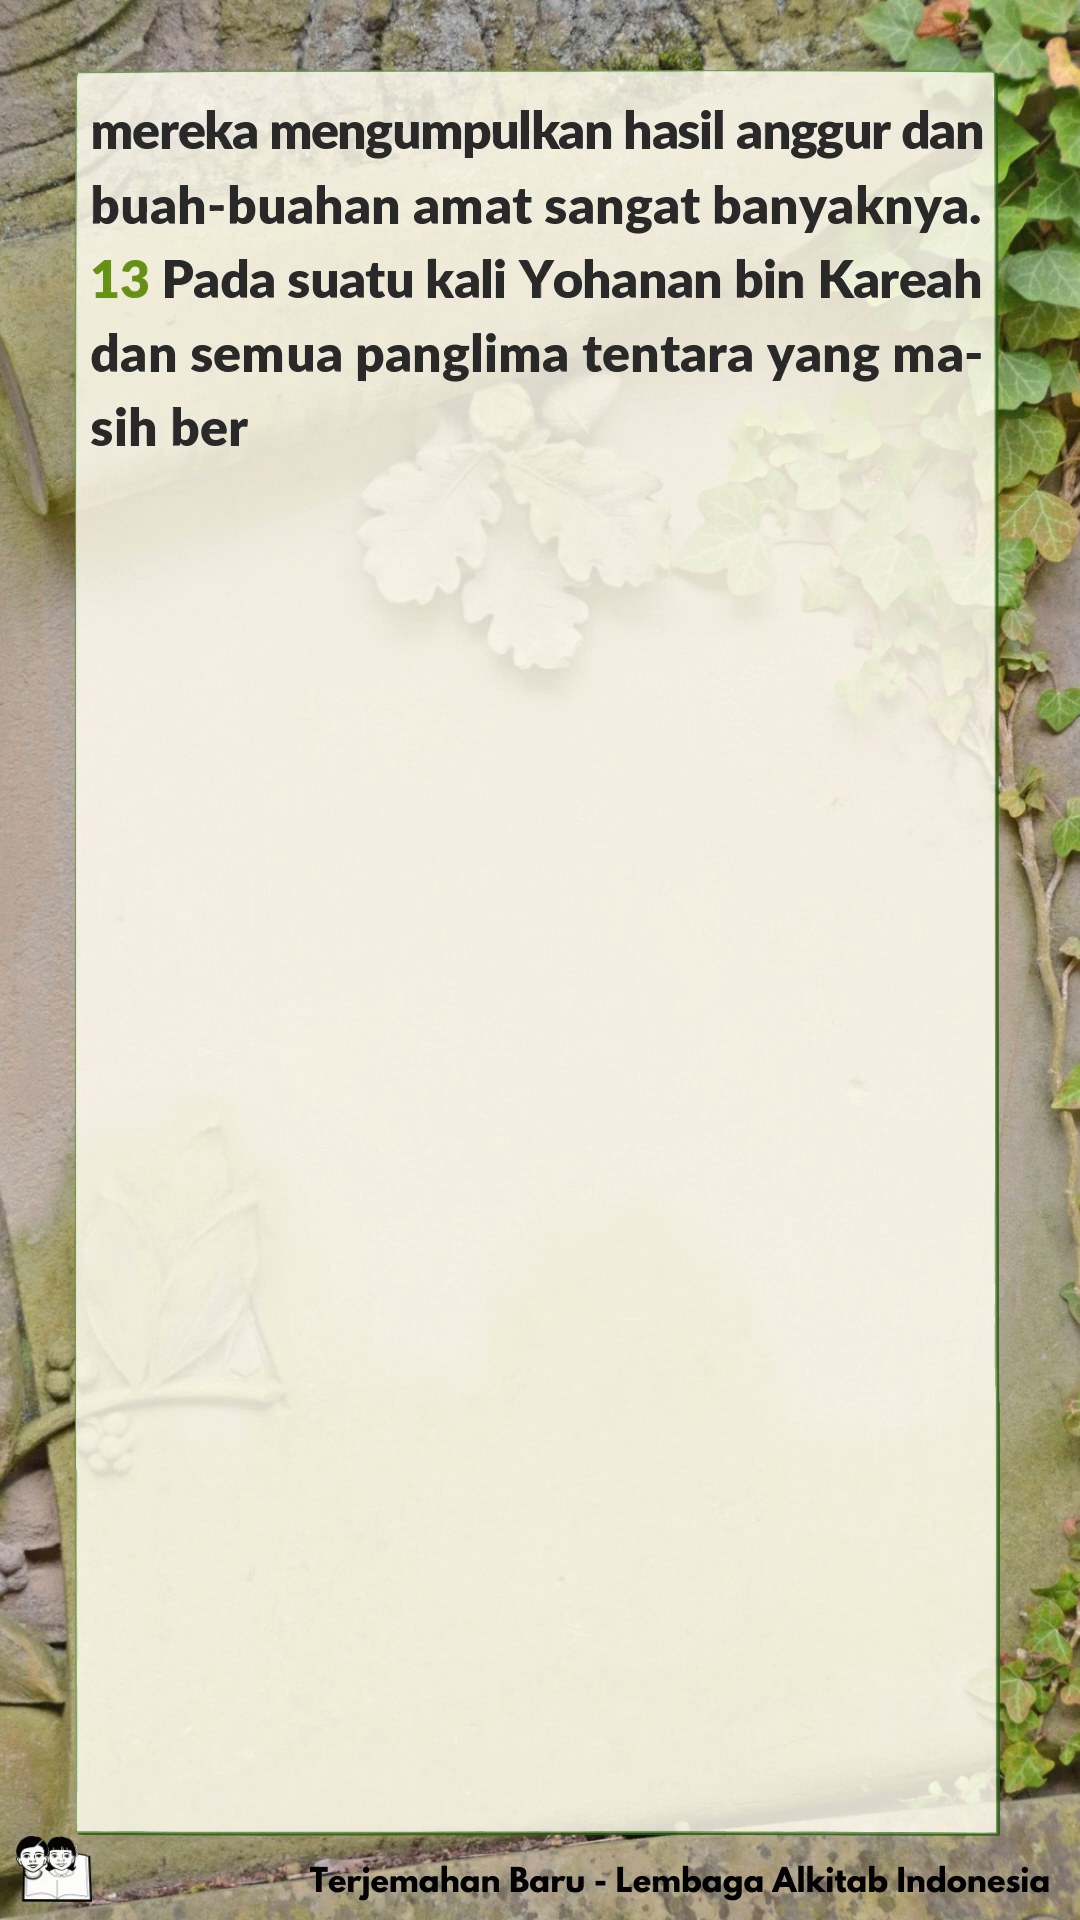 mereka mengumpulkan hasil anggur dan
buah-buahan amat sangat banyaknya.
13 Pada suatu kali Yohanan bin Kareah
dan semua panglima tentara yang ma-
sih ber
Terjemahan Baru - Lembaga Alkitab Indonesia